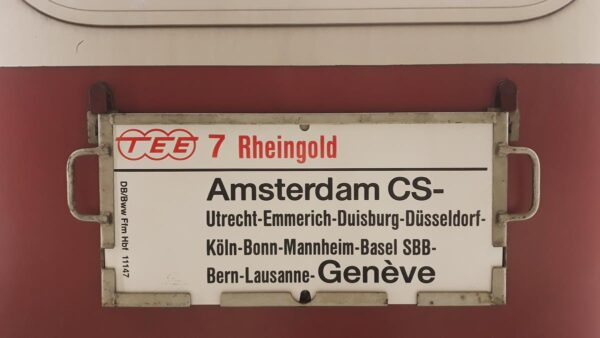 TEE 7 Rheingold
Amsterdam CS-
Utrecht-Emmerich-Duisburg-Düsseldorf-
Köln-Bonn-Mannheim-Basel SBB-
Bern-Lausanne-Genève
DB/Bww Ffm Hbf 11147